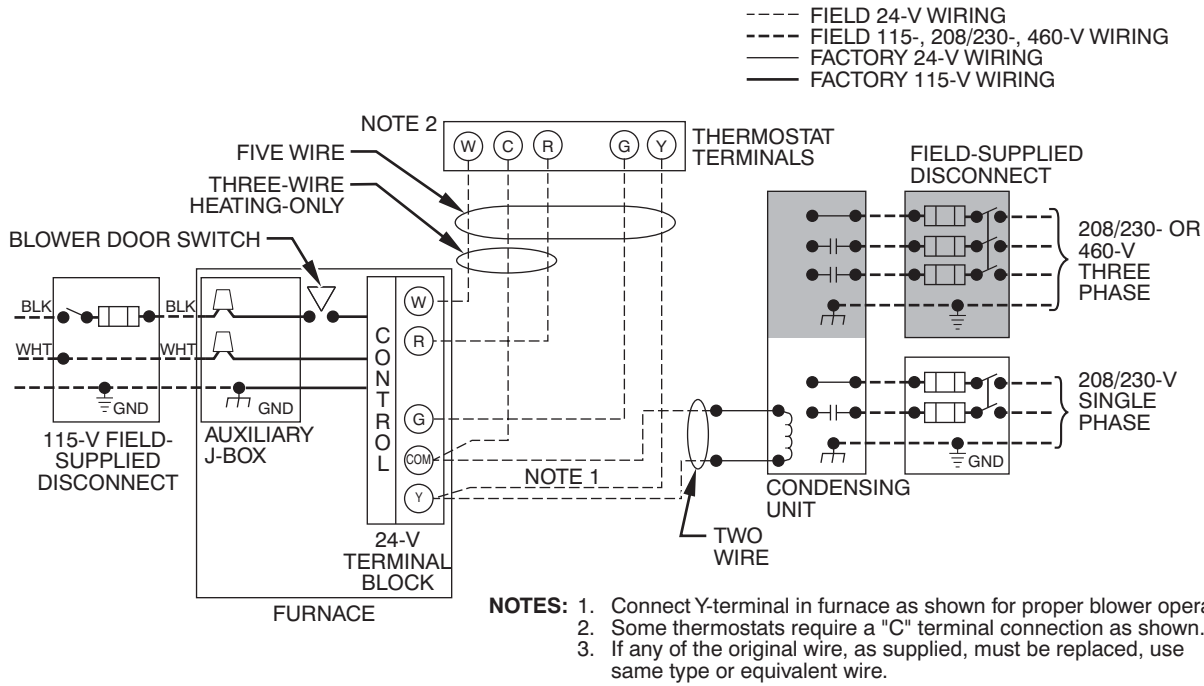 FIELD 24-V WIRING
FIELD 115-, 208/230-, 460-V WIRING
FACTORY 24-V WIRING
FACTORY 115-V WIRING
NOTE 2
W
C
R
G
Y
THERMOSTAT
TERMINALS
FIVE WIRE
THREE-WIRE
HEATING-ONLY
BLOWER DOOR SWITCH
FIELD-SUPPLIED
DISCONNECT
208/230- OR
460-V
THREE
PHASE
BLK
BLK
WHT
WHT
GND
GND
115-V FIELD-
SUPPLIED
DISCONNECT
AUXILIARY
J-BOX
CONTROL
W
R
G
COM
Y
24-V
TERMINAL
BLOCK
FURNACE
NOTE 1
TWO
WIRE
CONDENSING
UNIT
GND
208/230-V
SINGLE
PHASE
NOTES: 1. Connect Y-terminal in furnace as shown for proper blower
2. Some thermostats require a "C" terminal connection as shown.
3. If any of the original wire, as supplied, must be replaced, use
same type or equivalent wire.